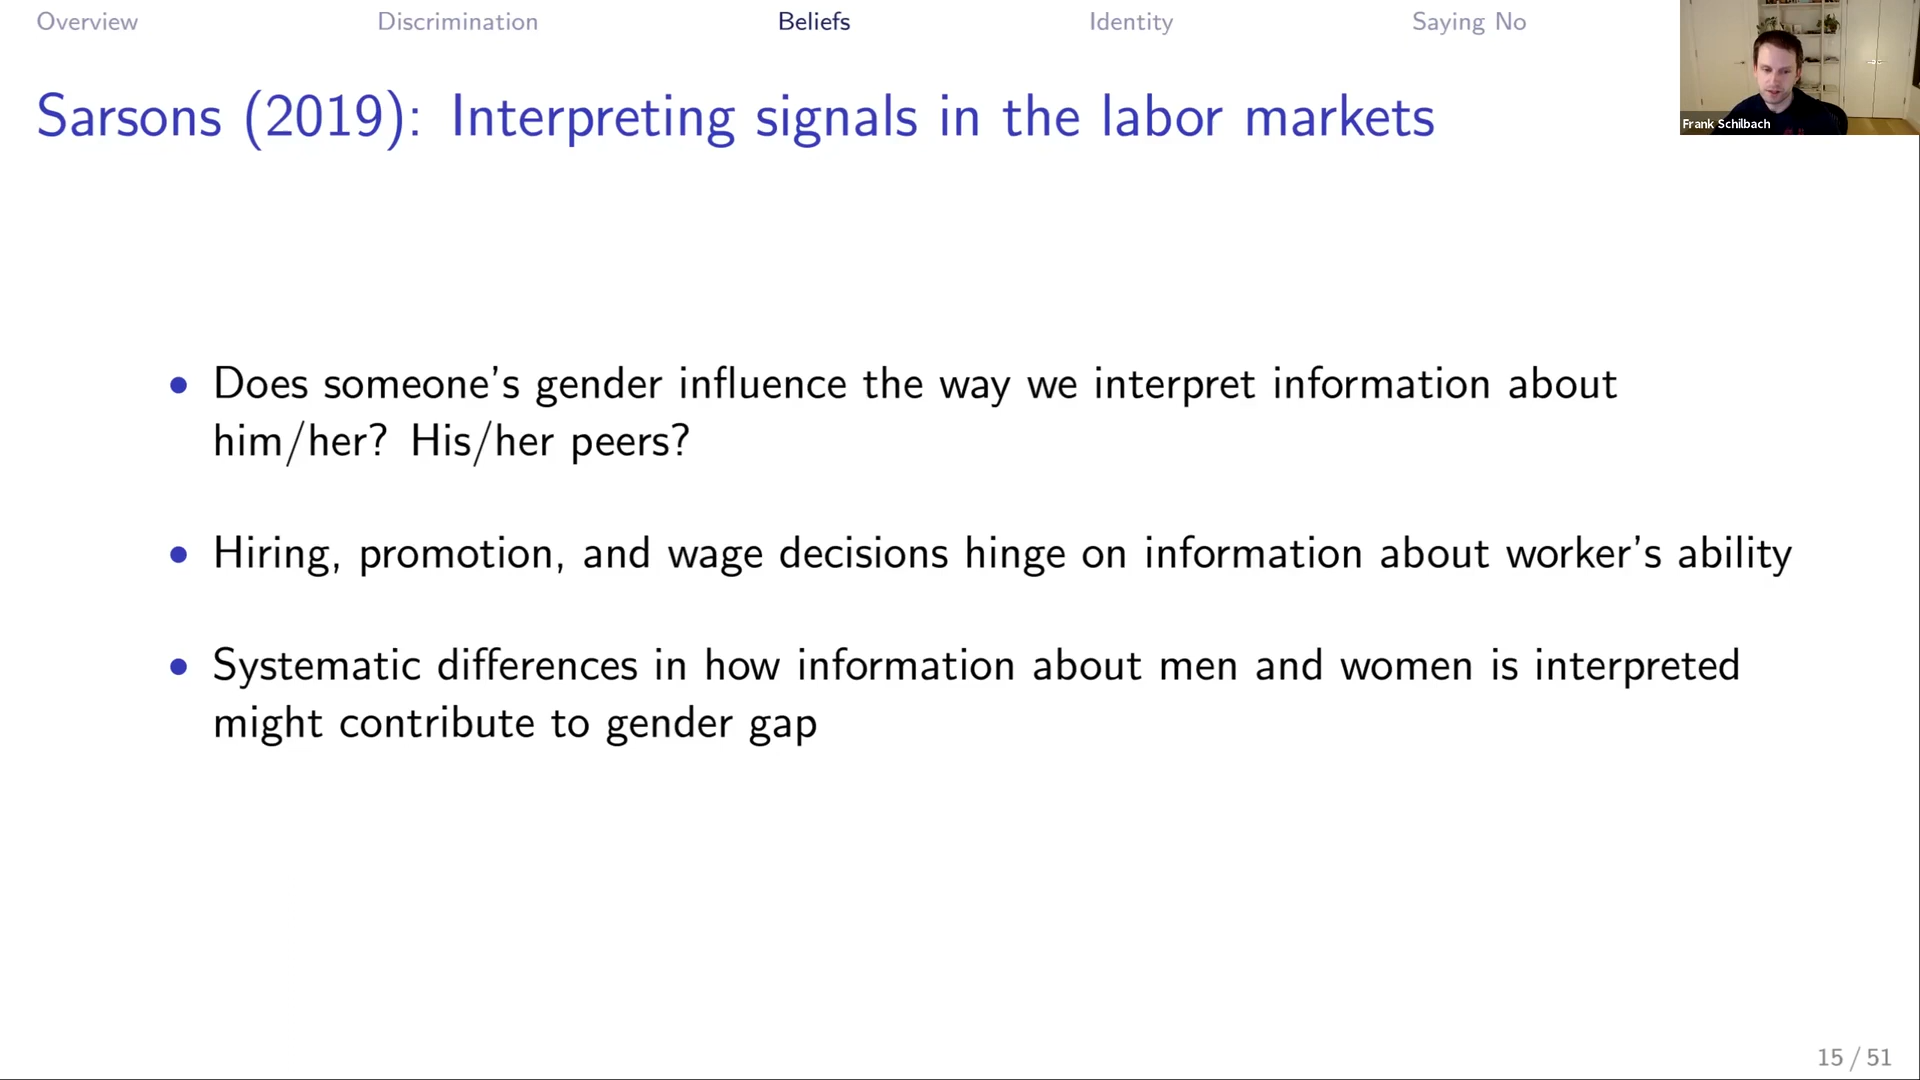 Overview Discrimination Beliefs Identity Saying No
Frank Schilbach
Sarsons (2019): Interpreting signals in the labor markets
• Does someone's gender influence the way we interpret information about
him/her? His/her peers?
• Hiring, promotion, and wage decisions hinge on information about worker's ability
• Systematic differences in how information about men and women is interpreted
might contribute to gender gap
15 / 51